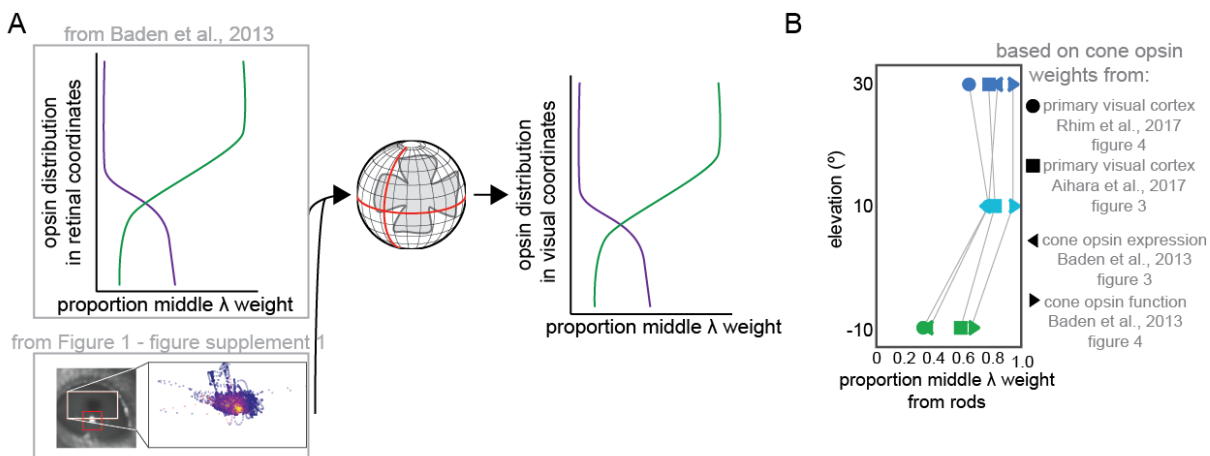 A
from Baden et al., 2013
opsin distribution
in retinal coordinates
proportion middle λ weight
from Figure 1 - figure supplement 1
opsin distribution
in visual coordinates
proportion middle λ weight
B
based on cone opsin
weights from:
primary visual cortex
Rhim et al., 2017
figure 4
primary visual cortex
Aihara et al., 2017
figure 3
cone opsin expression
Baden et al., 2013
figure 3
cone opsin function
Baden et al., 2013
figure 4
elevation (º)
30
10
-10
0 0.2 0.4 0.6 0.8 1.0
proportion middle λ weight
from rods